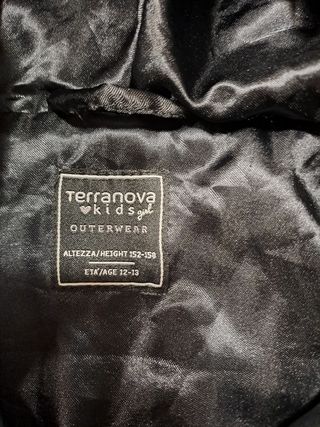 Terranova
kids girl
OUTERWEAR
ALTEZZA/HEIGHT 152-158
ETA'/AGE 12-13